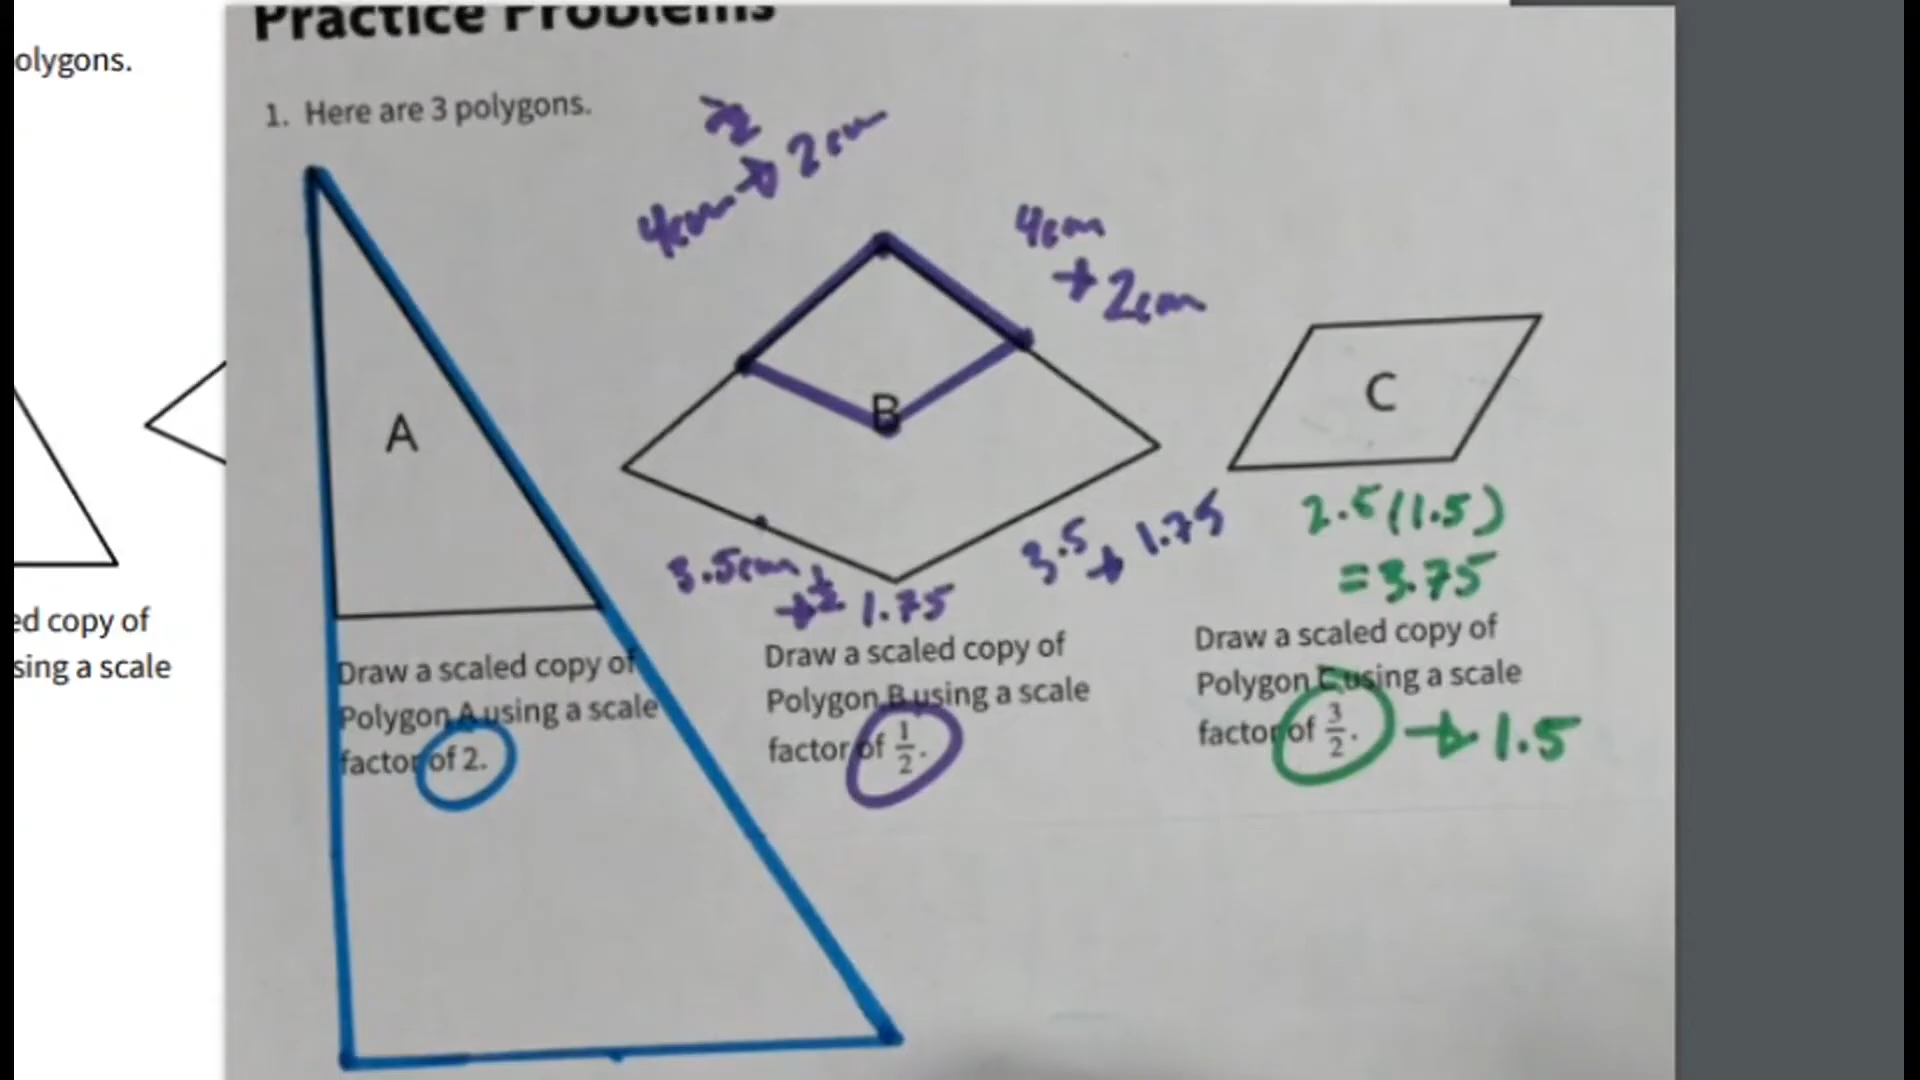 olygons.
ed copy of
sing a scale
Practice Problems
1. Here are 3 polygons.
4cm → 2cm
4cm
→ 2cm
A
B
C
3.5cm
→ 1.75
3.5 → 1.75
2.5(1.5)
= 3.75
Draw a scaled copy of
Polygon A using a scale
factor of 2.
Draw a scaled copy of
Polygon B using a scale
factor of 1/2.
Draw a scaled copy of
Polygon C using a scale
factor of 3/2. → 1.5